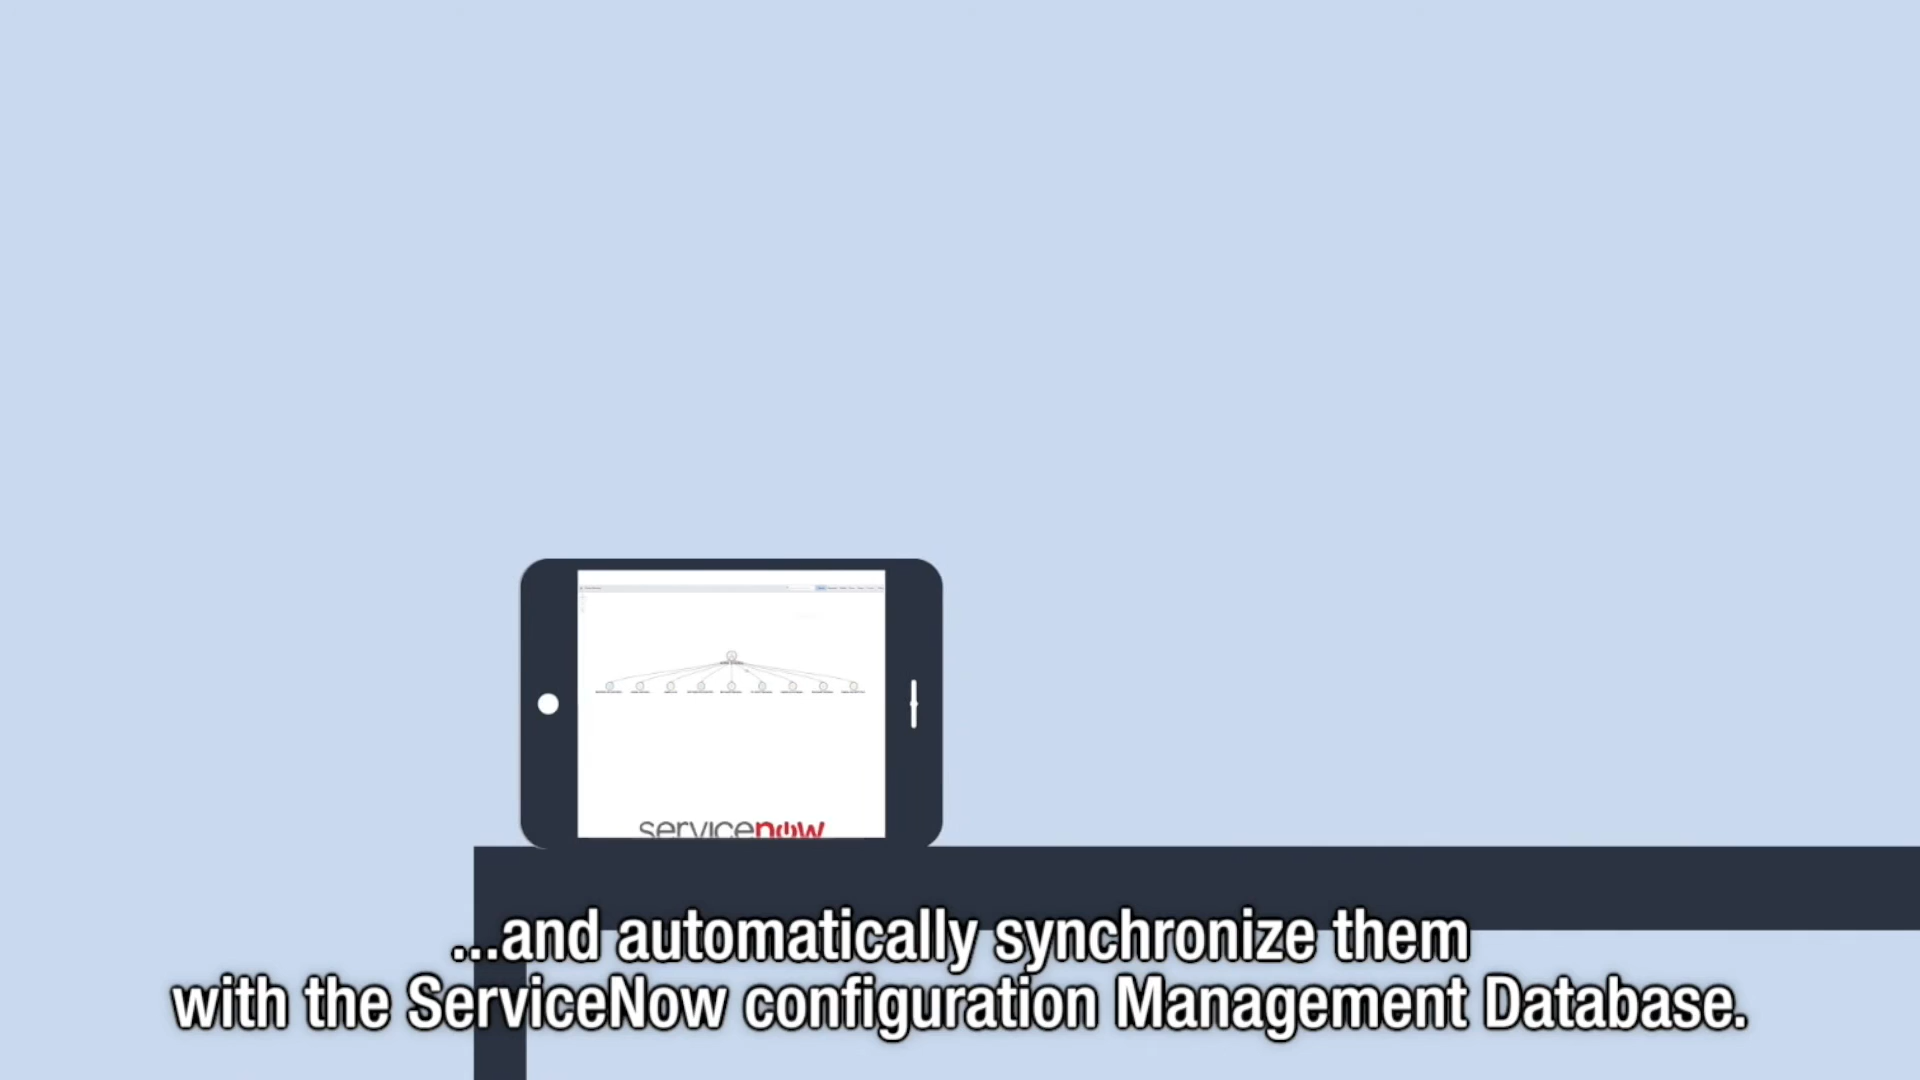 servicenow
...and automatically synchronize them
with the ServiceNow configuration Management Database.